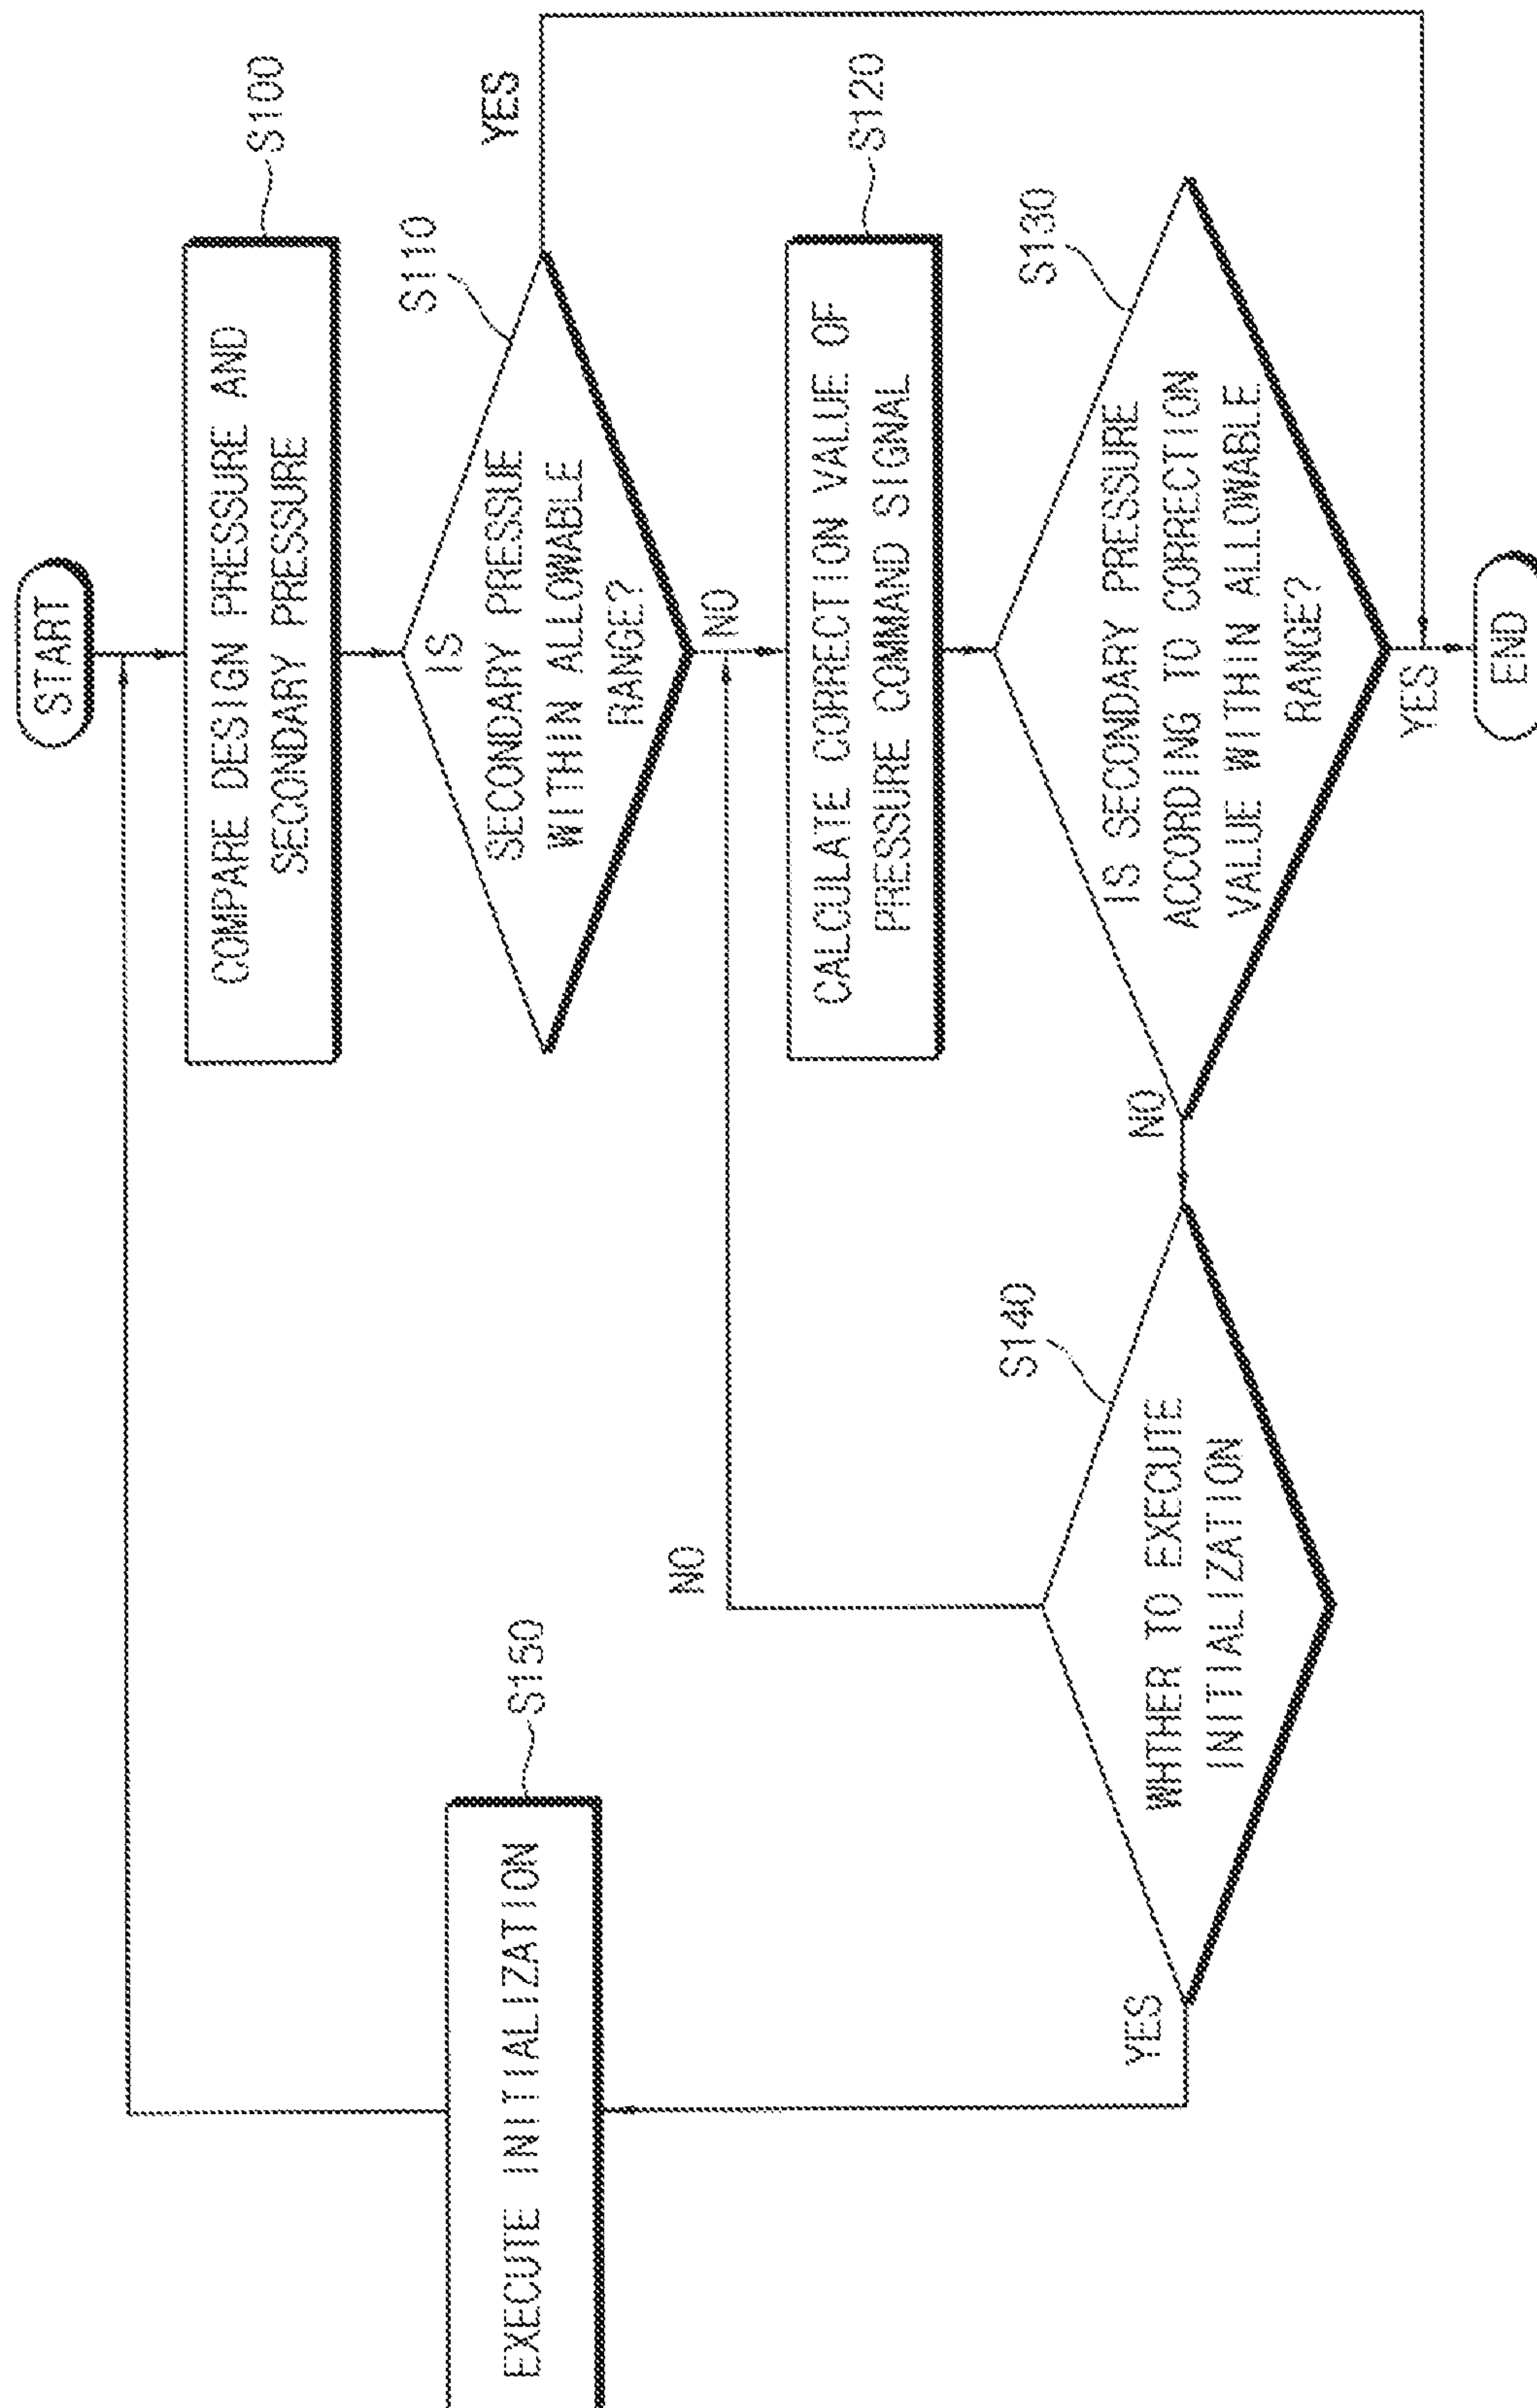 START
COMPARE DESIGN PRESSURE AND
SECONDARY PRESSURE
S100
IS
SECONDARY PRESSUE
WITHIN ALLOWABLE
RANGE?
S110
YES
NO
CALCULATE CORRECTION VALUE OF
PRESSURE COMMAND SIGNAL
S120
IS SECONDARY PRESSURE
ACCORDING TO CORRECTION
VALUE WITHIN ALLOWABLE
RANGE?
S130
NO
YES
END
WHTHER TO EXECUTE
INITIALIZATION
S140
NO
YES
EXECUTE INITIALIZATION
S150